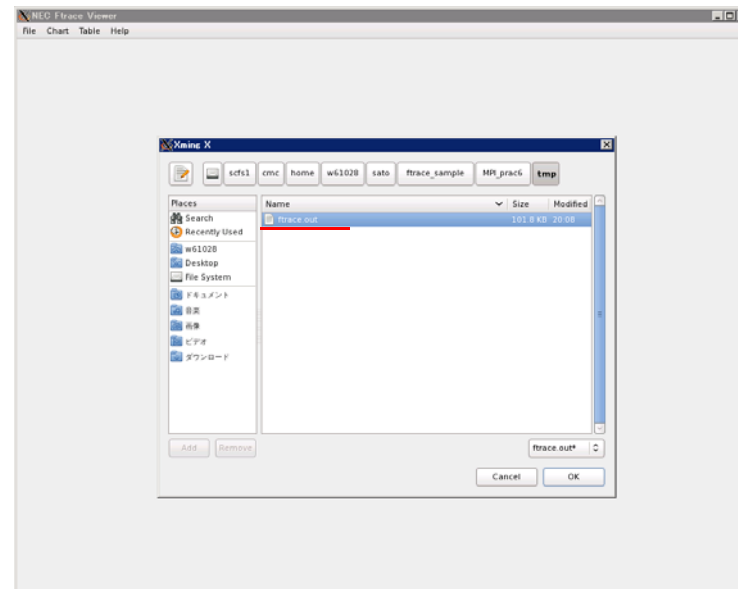 NEC Ftrace Viewer
File Chart Table Help
Xming X
scfs1 cmc home w61028 sato ftrace_sample MPI_prac6 tmp
Places
Search
Recently Used
w61028
Desktop
File System
ドキュメント
音楽
画像
ビデオ
ダウンロード
Name Size Modified
ftrace.out 101.8 KB 20:08
Add Remove
ftrace.out*
Cancel OK